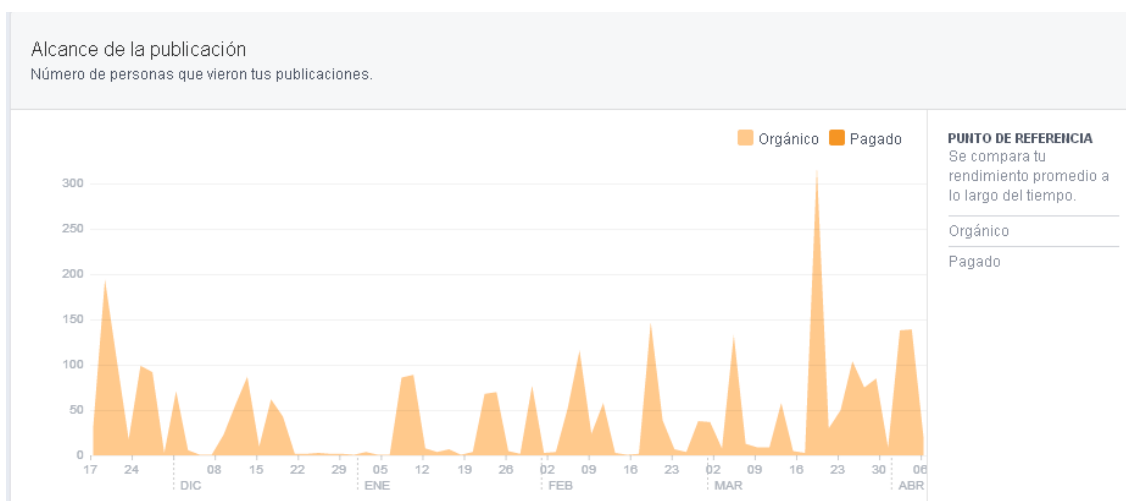 Alcance de la publicación
Número de personas que vieron tus publicaciones.
Orgánico Pagado
PUNTO DE REFERENCIA
Se compara tu
rendimiento promedio a
lo largo del tiempo.
Orgánico
Pagado
300
250
200
150
100
50
0
17 24 08 15 22 29 05 12 19 26 02 09 16 23 02 09 16 23 30 06
DIC ENE FEB MAR ABR